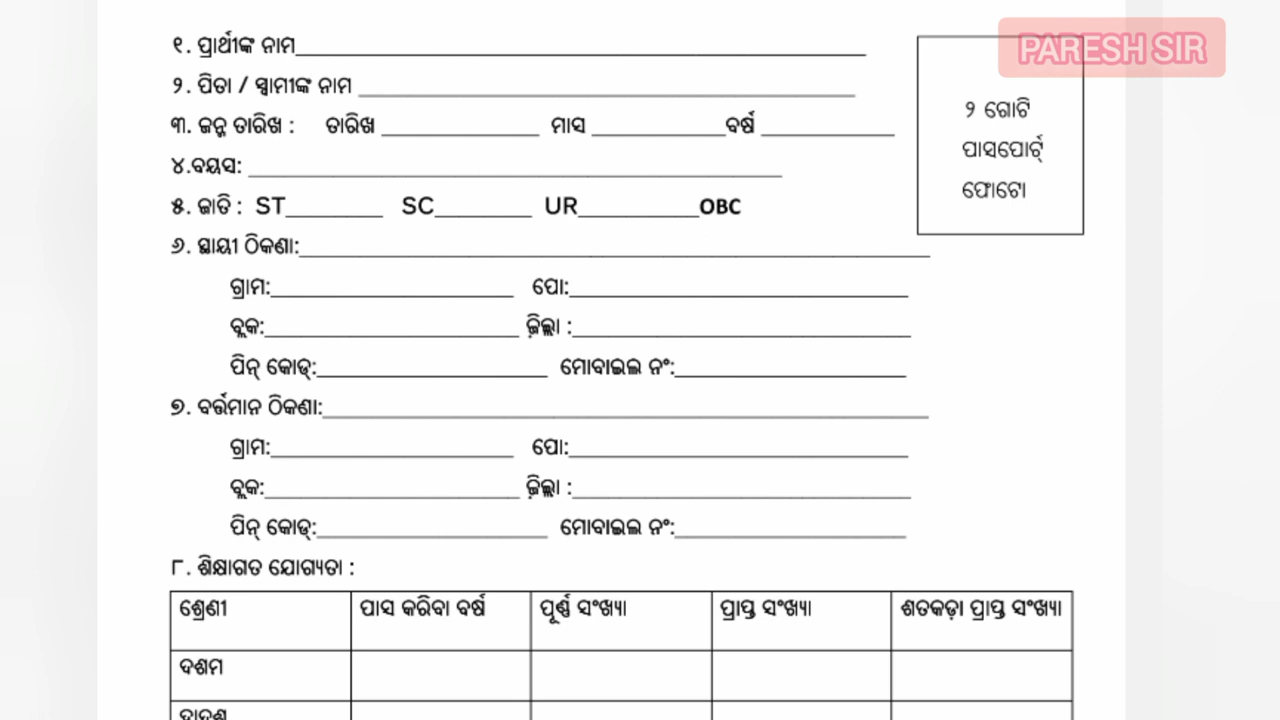 PARESH SIR
୧. ପ୍ରାର୍ଥୀଙ୍କ ନାମ
୨. ପିତା / ସ୍ଵାମୀଙ୍କ ନାମ
୩. ଜନ୍ମ ତାରିଖ : ତାରିଖ ମାସ ବର୍ଷ
୪.ବୟସ:
୫. ଜାତି : ST SC UR OBC
୨ ଗୋଟି
ପାସପୋର୍ଟ୍
ଫୋଟୋ
୬. ସ୍ଥାୟୀ ଠିକଣା:
ଗ୍ରାମ: ପୋ:
ବ୍ଲକ: ଜ଼ିଲ୍ଲା :
ପିନ୍ କୋଡ୍: ମୋବାଇଲ ନଂ:
୭. ବର୍ତ୍ତମାନ ଠିକଣା:
ଗ୍ରାମ: ପୋ:
ବ୍ଲକ: ଜ଼ିଲ୍ଲା :
ପିନ୍ କୋଡ୍: ମୋବାଇଲ ନଂ:
୮. ଶିକ୍ଷାଗତ ଯୋଗ୍ୟତା :
ଶ୍ରେଣୀ ପାସ କରିବା ବର୍ଷ ପୂର୍ଣ୍ଣ ସଂଖ୍ୟା ପ୍ରାପ୍ତ ସଂଖ୍ୟା ଶତକଡ଼ା ପ୍ରାପ୍ତ ସଂଖ୍ୟା
ଦଶମ